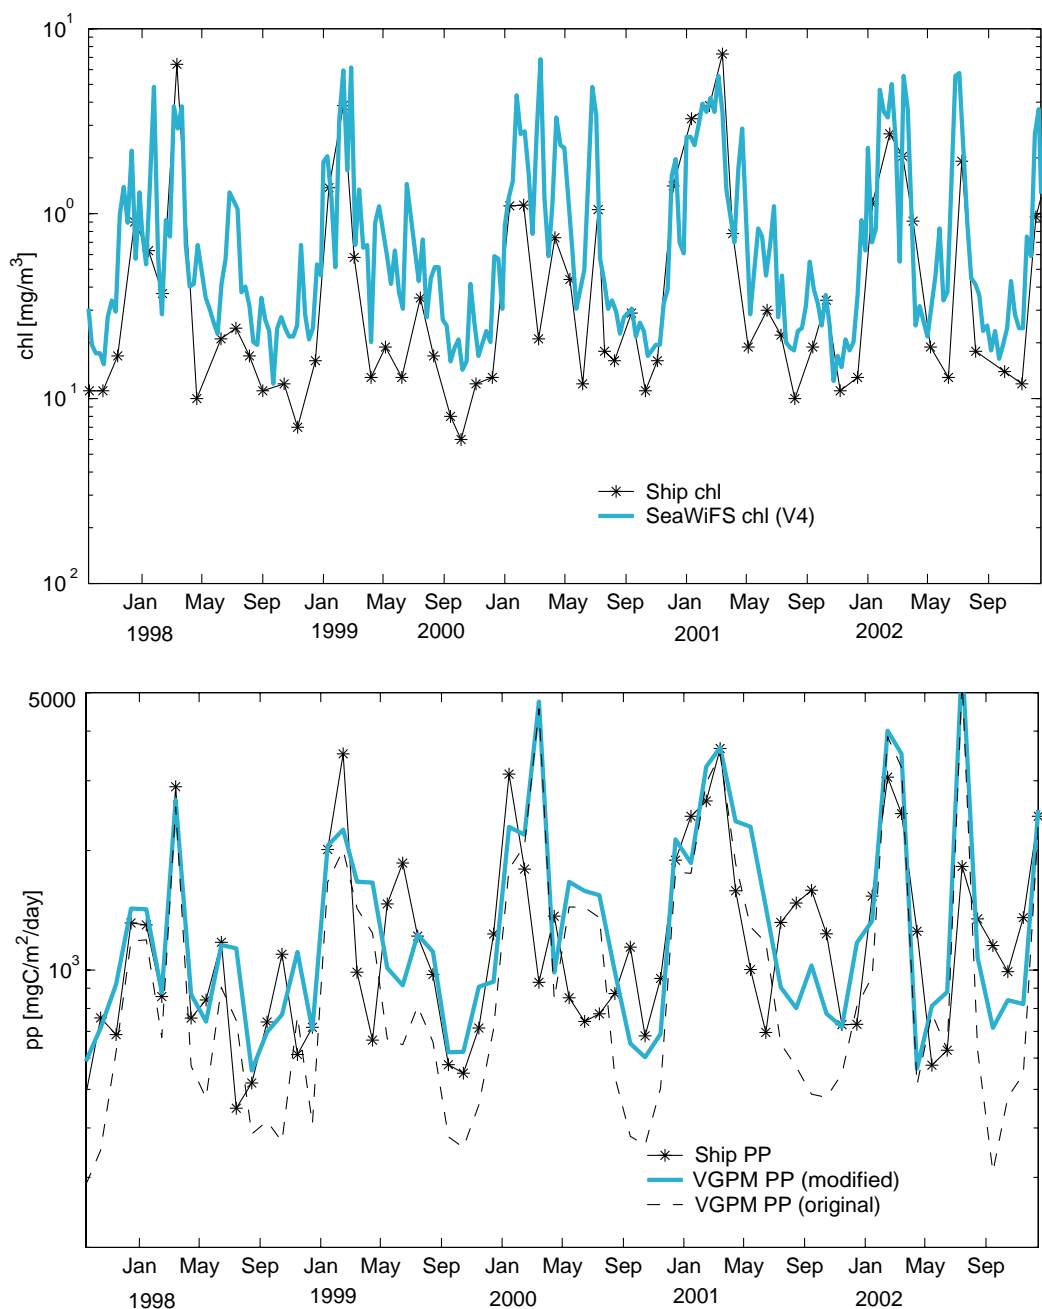 10^1
10^0
chl [mg/m^3]
10^1
Ship chl
SeaWiFS chl (V4)
10^2
Jan May Sep Jan May Sep Jan May Sep Jan May Sep Jan May Sep
1998 1999 2000 2001 2002
5000
10^3
pp [mgC/m^2/day]
Ship PP
VGPM PP (modified)
VGPM PP (original)
Jan May Sep Jan May Sep Jan May Sep Jan May Sep Jan May Sep
1998 1999 2000 2001 2002